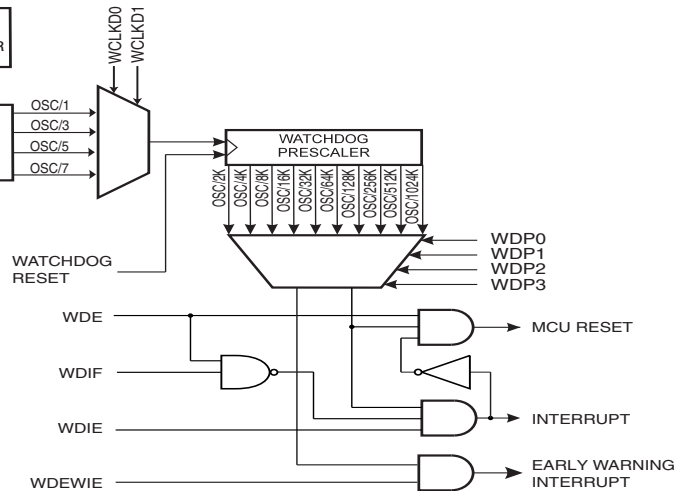 R
WCLKD0
WCLKD1
OSC/1
OSC/3
OSC/5
OSC/7
WATCHDOG
PRESCALER
OSC/2K
OSC/4K
OSC/8K
OSC/16K
OSC/32K
OSC/64K
OSC/128K
OSC/256K
OSC/512K
OSC/1024K
WATCHDOG
RESET
WDP0
WDP1
WDP2
WDP3
WDE
MCU RESET
WDIF
WDIE
INTERRUPT
WDEWIE
EARLY WARNING
INTERRUPT